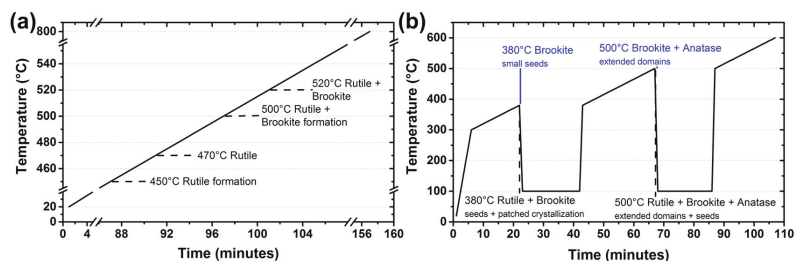 (a)
800
540
520
500
480
460
20
0
Temperature (°C)
0 4 88 92 96 100 104 156 160
Time (minutes)
520°C Rutile +
Brookite
500°C Rutile +
Brookite formation
470°C Rutile
450°C Rutile formation
(b)
600
500
400
300
200
100
0
Temperature (°C)
0 10 20 30 40 50 60 70 80 90 100 110
Time (minutes)
380°C Brookite
small seeds
500°C Brookite + Anatase
extended domains
380°C Rutile + Brookite
seeds + patched crystallization
500°C Rutile + Brookite + Anatase
extended domains + seeds